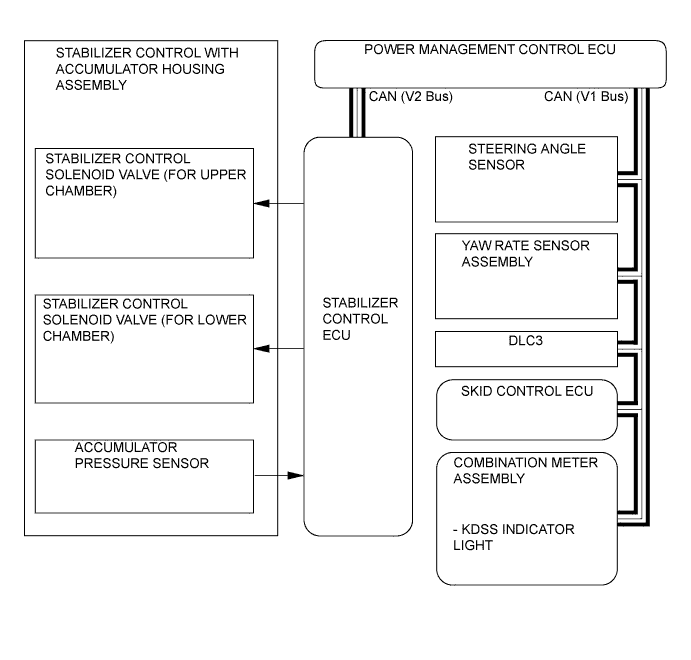 STABILIZER CONTROL WITH
ACCUMULATOR HOUSING
ASSEMBLY
STABILIZER CONTROL
SOLENOID VALVE (FOR UPPER
CHAMBER)
STABILIZER CONTROL
SOLENOID VALVE (FOR LOWER
CHAMBER)
ACCUMULATOR
PRESSURE SENSOR
STABILIZER
CONTROL
ECU
POWER MANAGEMENT CONTROL ECU
CAN (V2 Bus)
CAN (V1 Bus)
STEERING ANGLE
SENSOR
YAW RATE SENSOR
ASSEMBLY
DLC3
SKID CONTROL ECU
COMBINATION METER
ASSEMBLY
- KDSS INDICATOR
LIGHT